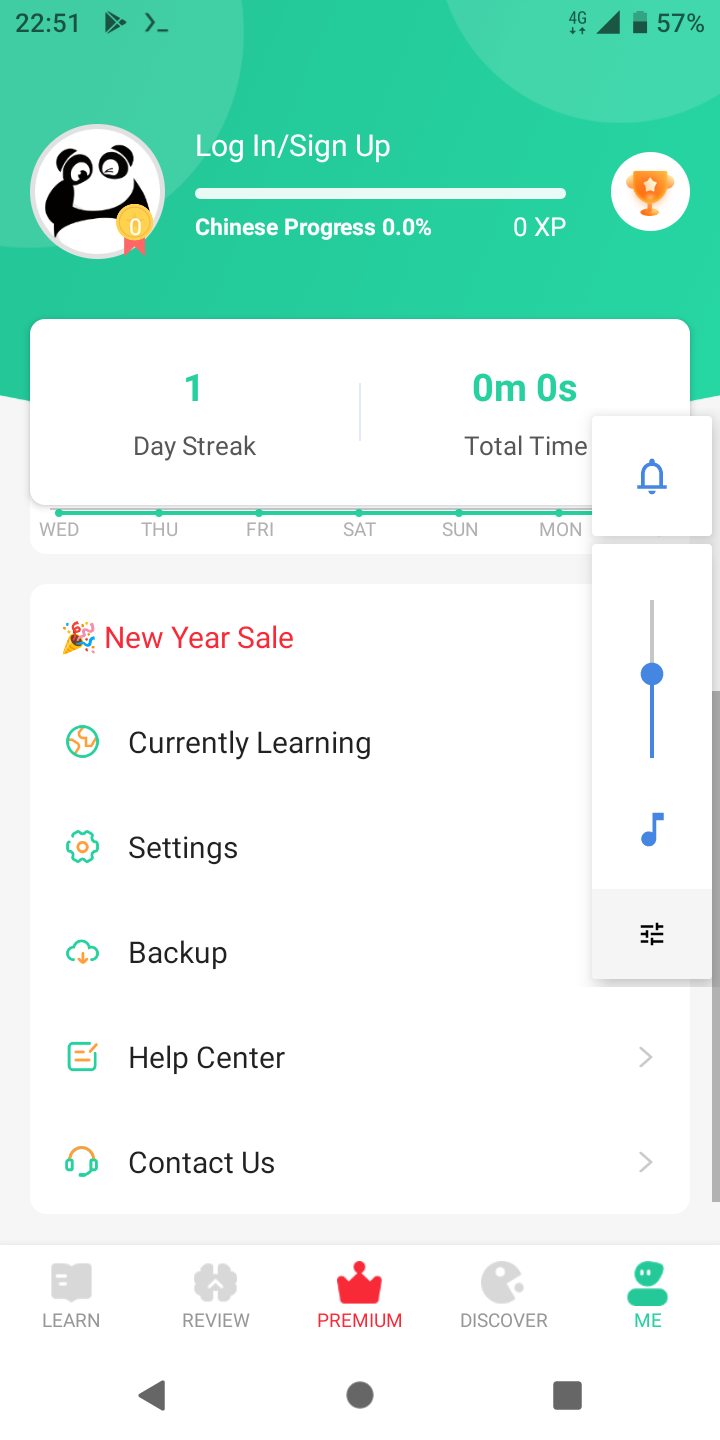 22:51
4G
57%
Log In/Sign Up
0
Chinese Progress 0.0%
0 XP
1
0m 0s
Day Streak
Total Time
WED THU FRI SAT SUN MON
New Year Sale
Currently Learning
Settings
Backup
Help Center
Contact Us
LEARN REVIEW PREMIUM DISCOVER ME